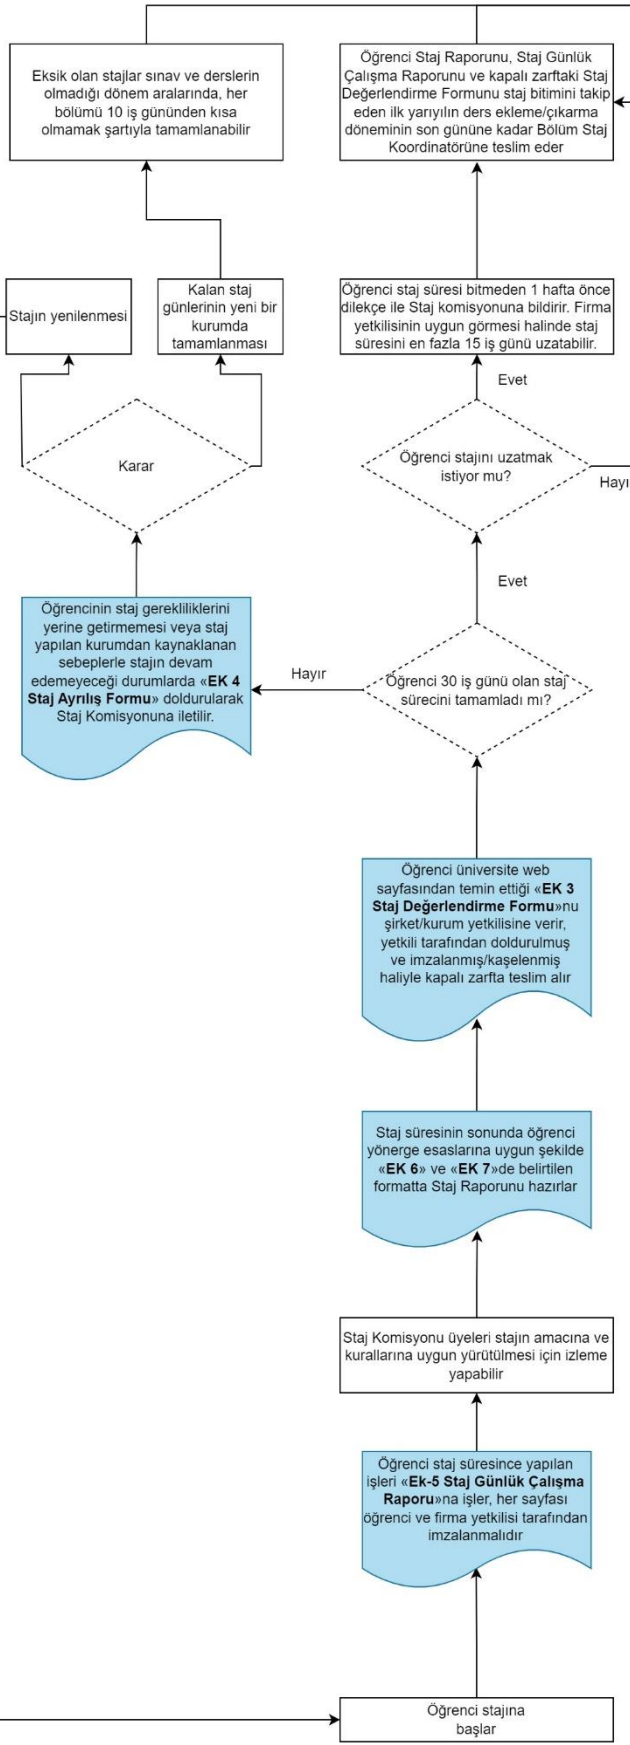 Eksik olan stajlar sınav ve derslerin
olmadığı dönem aralarında, her
bölümü 10 iş gününden kısa
olmamak şartıyla tamamlanabilir
Öğrenci Staj Raporunu, Staj Günlük
Çalışma Raporunu ve kapalı zarftaki Staj
Değerlendirme Formunu staj bitimini takip
eden ilk yarıyılın ders ekleme/çıkarma
döneminin son gününe kadar Bölüm Staj
Koordinatörüne teslim eder
Stajın yenilenmesi
Kalan staj
günlerinin yeni bir
kurumda
tamamlanması
Öğrenci staj süresi bitmeden 1 hafta önce
dilekçe ile Staj komisyonuna bildirir. Firma
yetkilisinin uygun görmesi halinde staj
süresini en fazla 15 iş günü uzatabilir.
Evet
Karar
Öğrenci stajını uzatmak
istiyor mu?
Hayır
Evet
Öğrencinin staj gerekliliklerini
yerine getirmemesi veya staj
yapılan kurumdan kaynaklanan
sebeplerle stajın devam
edemeyeceği durumlarda «EK 4
Staj Ayrılış Formu» doldurularak
Staj Komisyonuna iletilir.
Hayır
Öğrenci 30 iş günü olan staj
sürecini tamamladı mı?
Öğrenci üniversite web
sayfasından temin ettiği «EK 3
Staj Değerlendirme Formu»nu
şirket/kurum yetkilisine verir,
yetkili tarafından doldurulmuş
ve imzalanmış/kaşelenmiş
haliyle kapalı zarfta teslim alır
Staj süresinin sonunda öğrenci
yönerge esaslarına uygun şekilde
«EK 6» ve «EK 7»de belirtilen
formatta Staj Raporunu hazırlar
Staj Komisyonu üyeleri stajın amacına ve
kurallarına uygun yürütülmesi için izleme
yapabilir
Öğrenci staj süresince yapılan
işleri «Ek-5 Staj Günlük Çalışma
Raporu»na işler, her sayfası
öğrenci ve firma yetkilisi tarafından
imzalanmalıdır
Öğrenci stajına
başlar